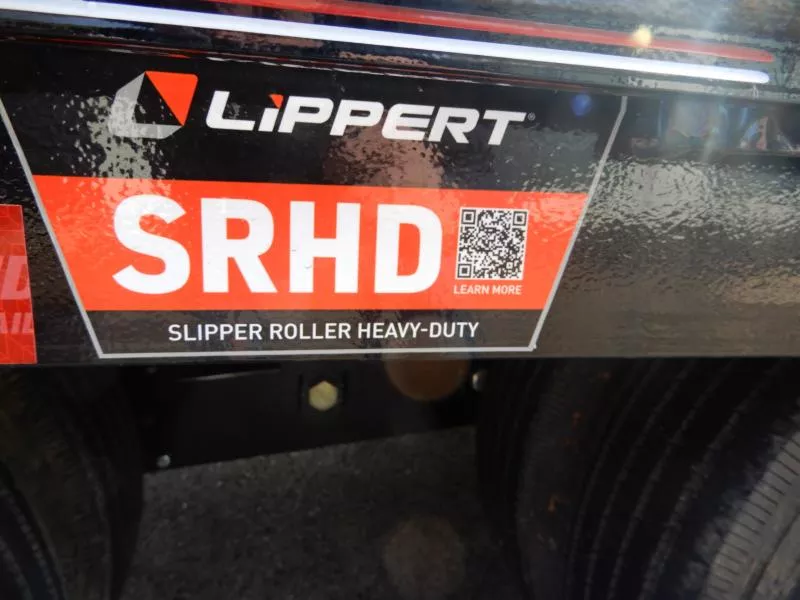 LiPPERT®
SRHD
LEARN MORE
SLIPPER ROLLER HEAVY-DUTY